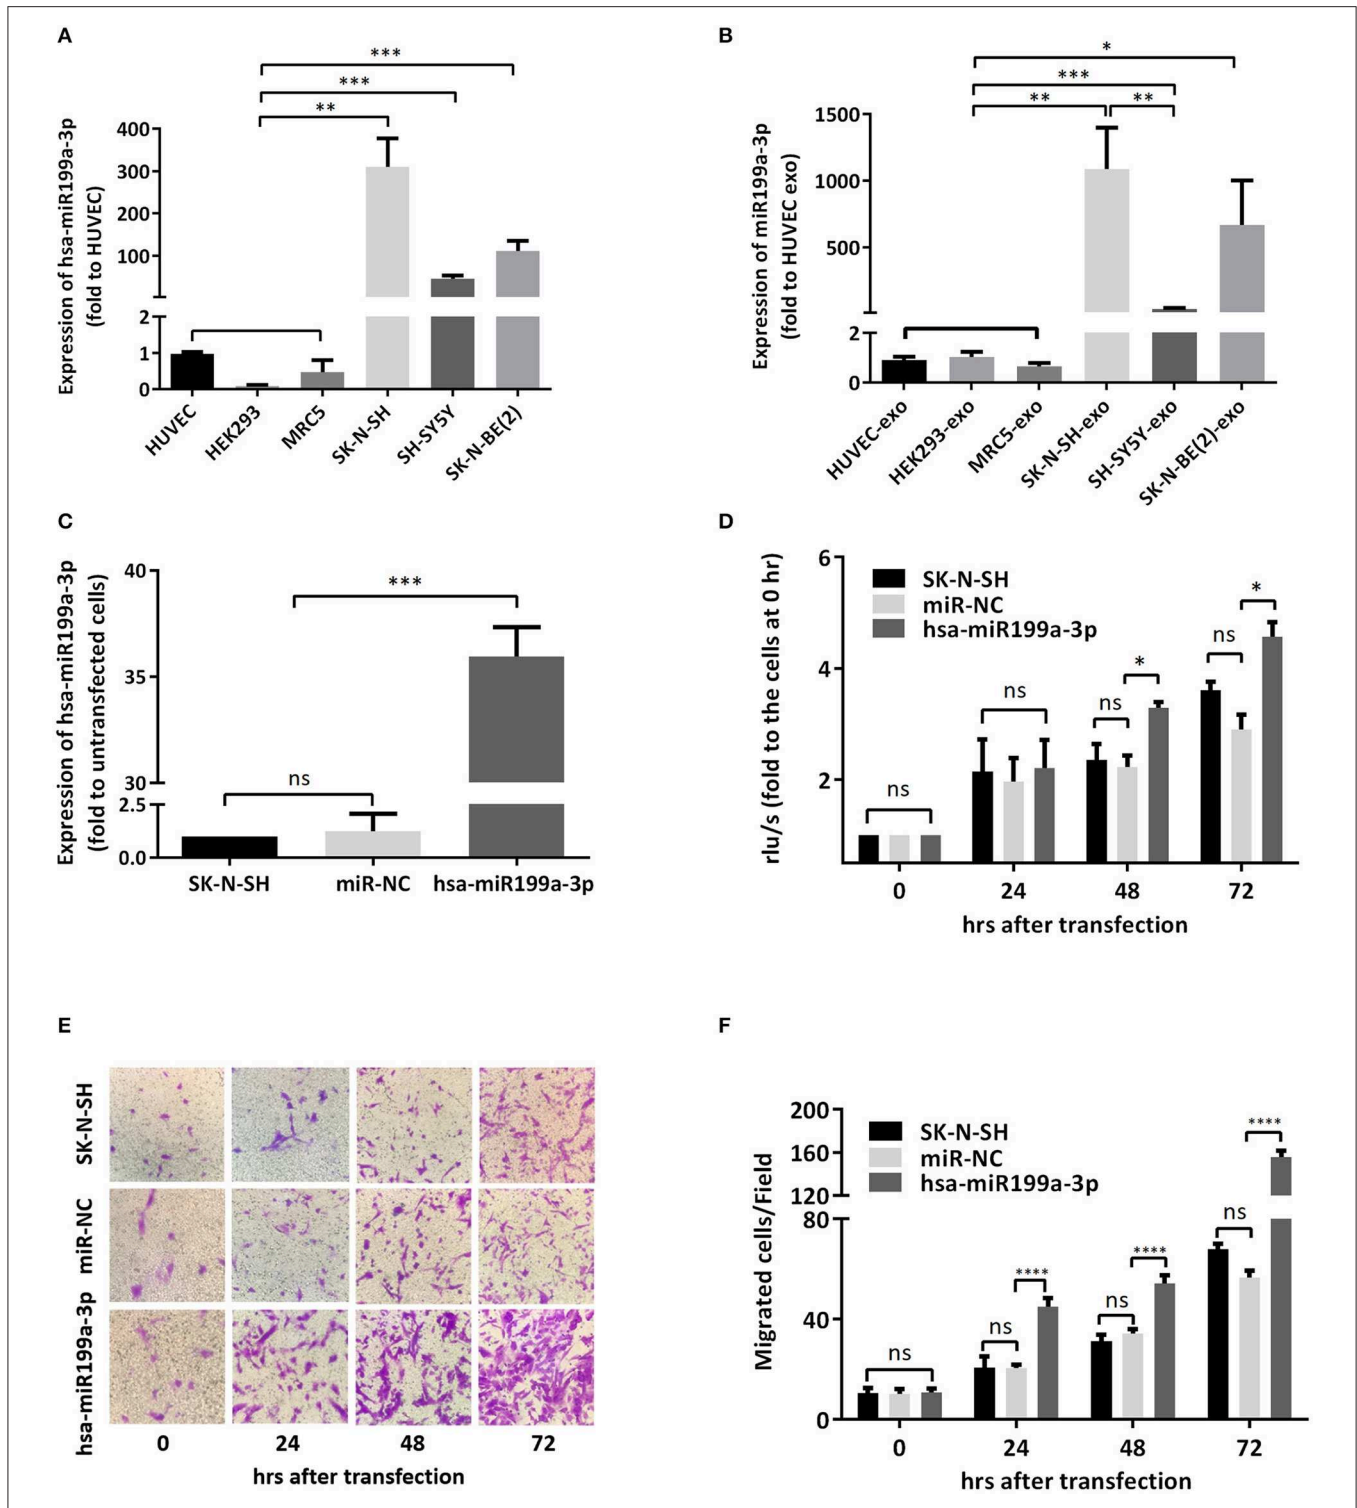 A
Expression of hsa-miR199a-3p
(fold to HUVEC)
***
***
**
400
300
200
100
2
1
0
HUVEC
HEK293
MRC5
SK-N-SH
SH-SY5Y
SK-N-BE(2)
B
Expression of miR199a-3p
(fold to HUVEC exo)
*
***
** **
1500
1000
500
2
0
HUVEC-exo
HEK293-exo
MRC5-exo
SK-N-SH-exo
SH-SY5Y-exo
SK-N-BE(2)-exo
C
Expression of hsa-miR199a-3p
(fold to untransfected cells)
40
35
30
2.5
0.0
***
ns
SK-N-SH miR-NC hsa-miR199a-3p
D
rlu/s (fold to the cells at 0 hr)
6
4
2
SK-N-SH
miR-NC
hsa-miR199a-3p
ns
ns
ns
*
ns
*
0 24 48 72
hrs after transfection
E
SK-N-SH
miR-NC
hsa-miR199a-3p
0 24 48 72
hrs after transfection
F
Migrated cells/Field
200
160
120
80
40
0
SK-N-SH
miR-NC
hsa-miR199a-3p
ns
ns
****
ns
****
ns
****
0 24 48 72
hrs after transfection